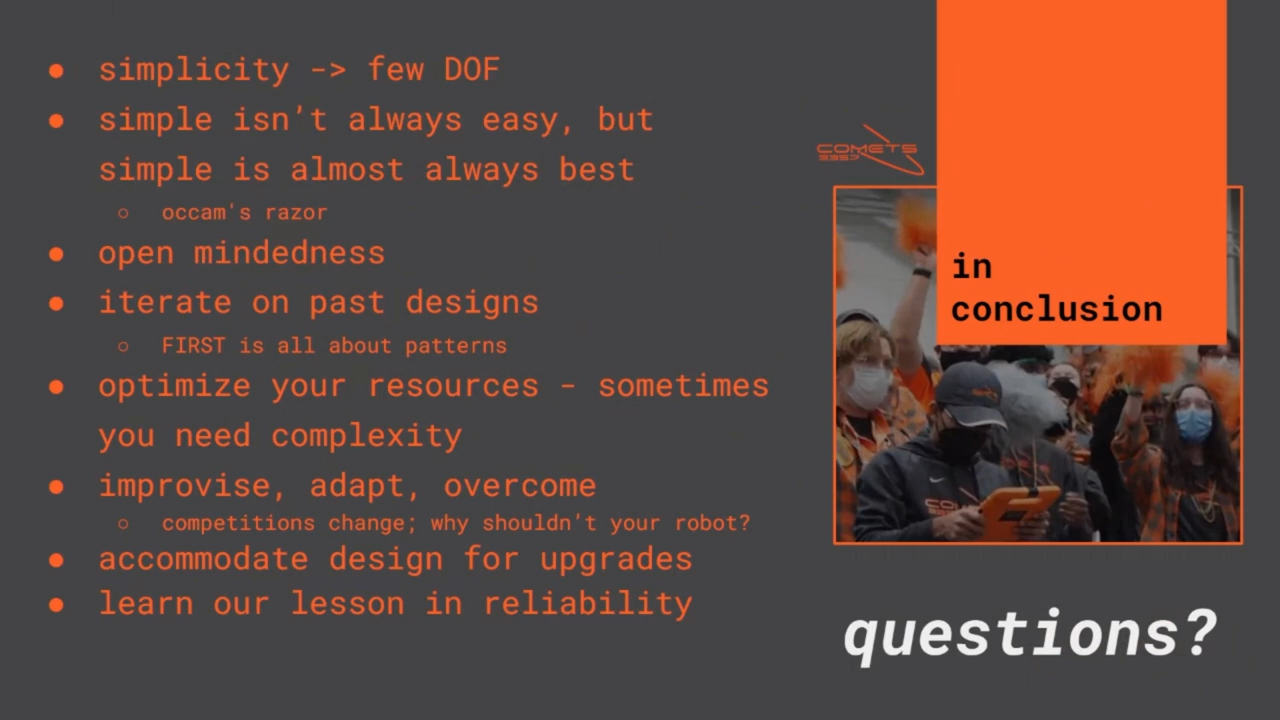 ● simplicity -> few DOF
● simple isn't always easy, but
simple is almost always best
○ occam's razor
● open mindedness
● iterate on past designs
○ FIRST is all about patterns
● optimize your resources - sometimes
you need complexity
● improvise, adapt, overcome
○ competitions change; why shouldn't your robot?
● accommodate design for upgrades
● learn our lesson in reliability
COMETS
3357
in
conclusion
questions?